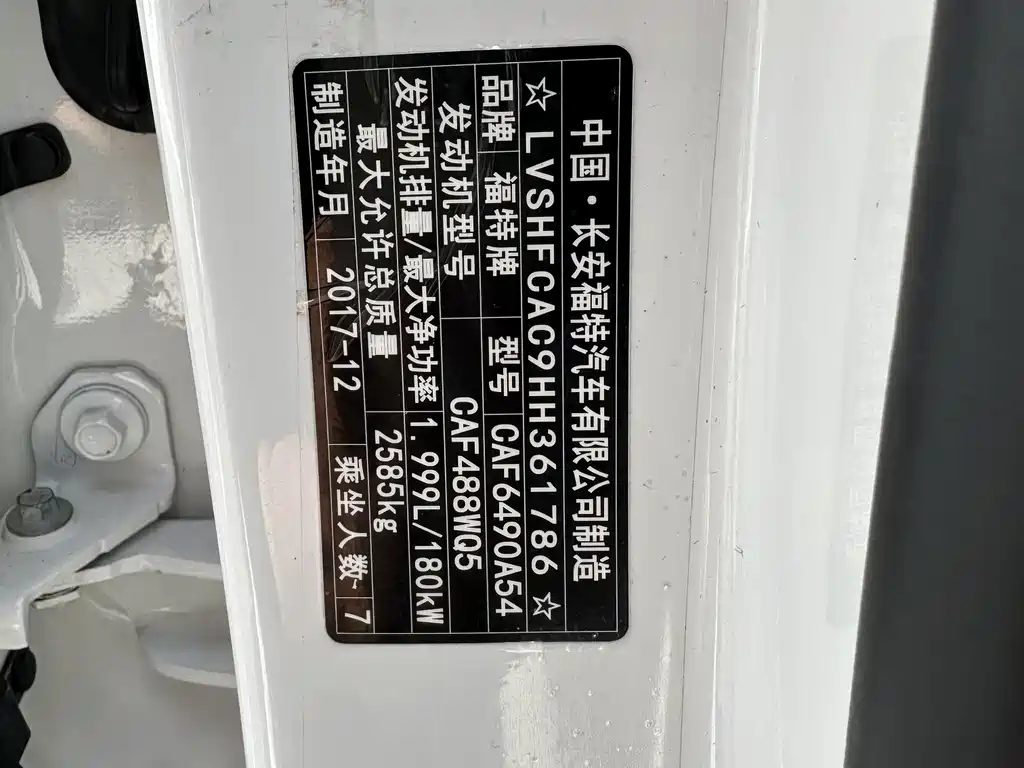 中国·长安福特汽车有限公司制造
☆LVSHFCAC9HH361786☆
品牌 福特牌 型号 CAF6490A54
发动机型号 CAF488WQ5
发动机排量/最大净功率 1.999L/180kW
最大允许总质量 2585kg
制造年月 2017-12 乘坐人数 7